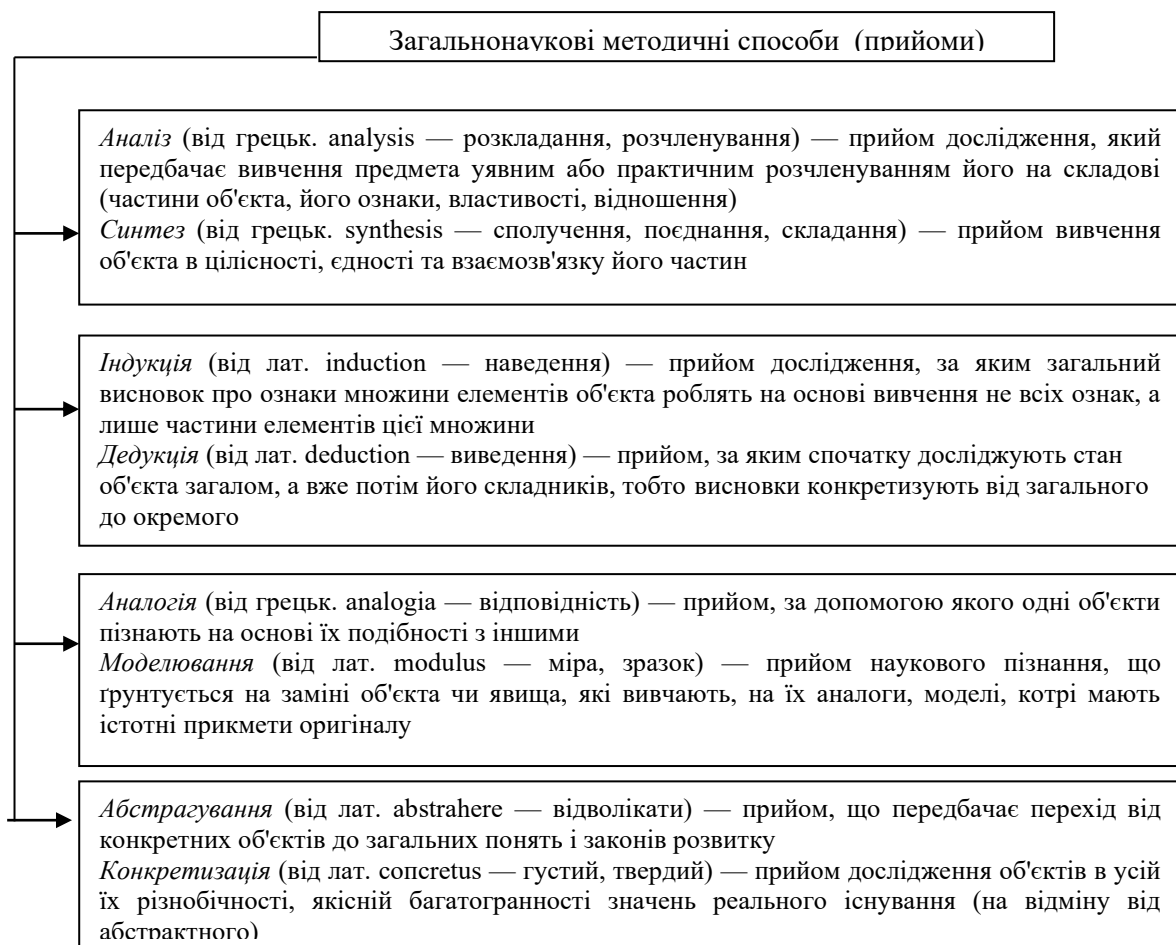 Загальнонаукові методичні способи (прийоми)
Аналіз (від грецьк. analysis — розкладання, розчленування) — прийом дослідження, який
передбачає вивчення предмета уявним або практичним розчленуванням його на складові
(частини об'єкта, його ознаки, властивості, відношення)
Синтез (від грецьк. synthesis — сполучення, поєднання, складання) — прийом вивчення
об'єкта в цілісності, єдності та взаємозв'язку його частин
Індукція (від лат. induction — наведення) — прийом дослідження, за яким загальний
висновок про ознаки множини елементів об'єкта роблять на основі вивчення не всіх ознак, а
лише частини елементів цієї множини
Дедукція (від лат. deduction — виведення) — прийом, за яким спочатку досліджують стан
об'єкта загалом, а вже потім його складників, тобто висновки конкретизують від загального
до окремого
Аналогія (від грецьк. analogia — відповідність) — прийом, за допомогою якого одні об'єкти
пізнають на основі їх подібності з іншими
Моделювання (від лат. modulus — міра, зразок) — прийом наукового пізнання, що
ґрунтується на заміні об'єкта чи явища, які вивчають, на їх аналоги, моделі, котрі мають
істотні прикмети оригіналу
Абстрагування (від лат. abstrahere — відволікати) — прийом, що передбачає перехід від
конкретних об'єктів до загальних понять і законів розвитку
Конкретизація (від лат. concretus — густий, твердий) — прийом дослідження об'єктів в усій
їх різнобічності, якісній багатогранності значень реального існування (на відміну від
абстрактного)